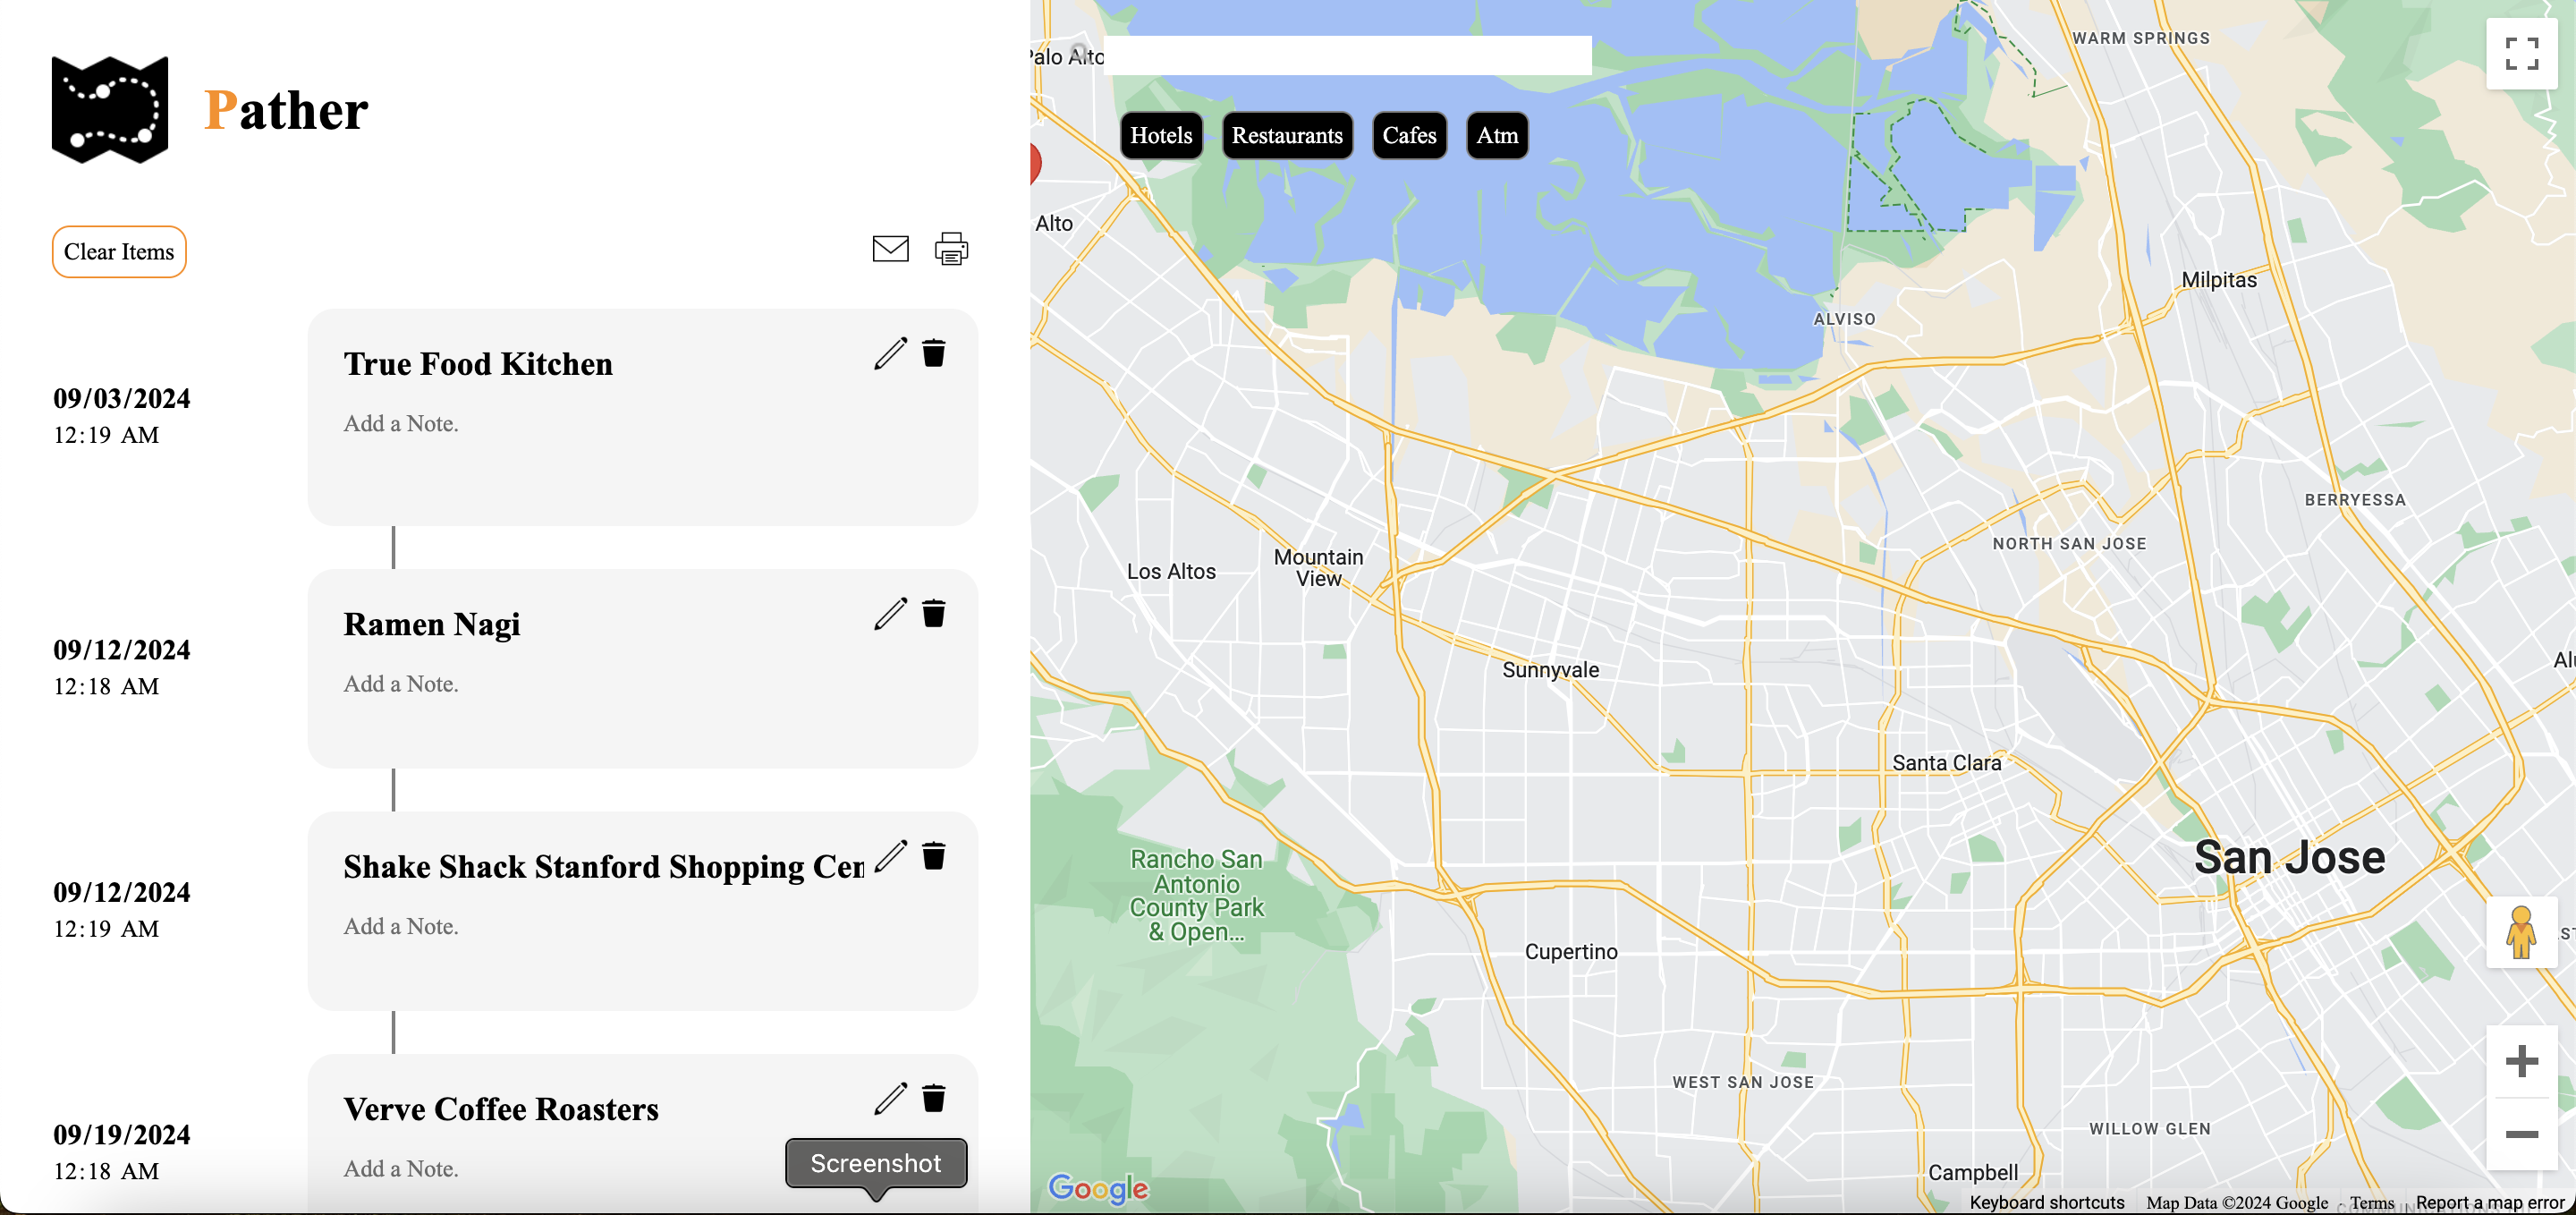 Pather
Clear Items
09/03/2024
12:19 AM
True Food Kitchen
Add a Note.
09/12/2024
12:18 AM
Ramen Nagi
Add a Note.
09/12/2024
12:19 AM
Shake Shack Stanford Shopping Cen
Add a Note.
09/19/2024
12:18 AM
Verve Coffee Roasters
Add a Note.
Screenshot
Palo Alto
Hotels
Restaurants
Cafes
Atm
WARM SPRINGS
Alto
Milpitas
ALVISO
BERRYESSA
NORTH SAN JOSE
Mountain
View
Los Altos
Sunnyvale
Santa Clara
San Jose
Rancho San
Antonio
County Park
& Open...
Cupertino
WEST SAN JOSE
WILLOW GLEN
Campbell
Google
Keyboard shortcuts
Map Data ©2024 Google
Terms
Report a map error